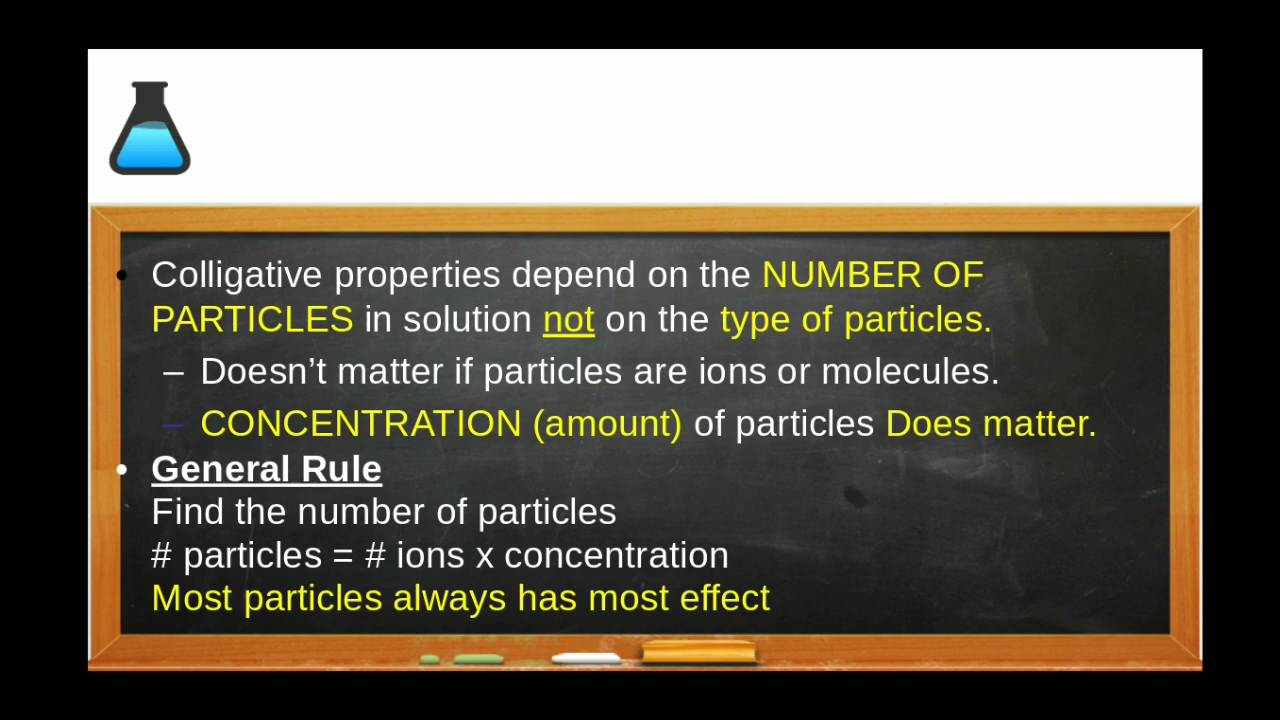 • Colligative properties depend on the NUMBER OF
PARTICLES in solution not on the type of particles.
– Doesn’t matter if particles are ions or molecules.
– CONCENTRATION (amount) of particles Does matter.
• General Rule
Find the number of particles
# particles = # ions x concentration
Most particles always has most effect